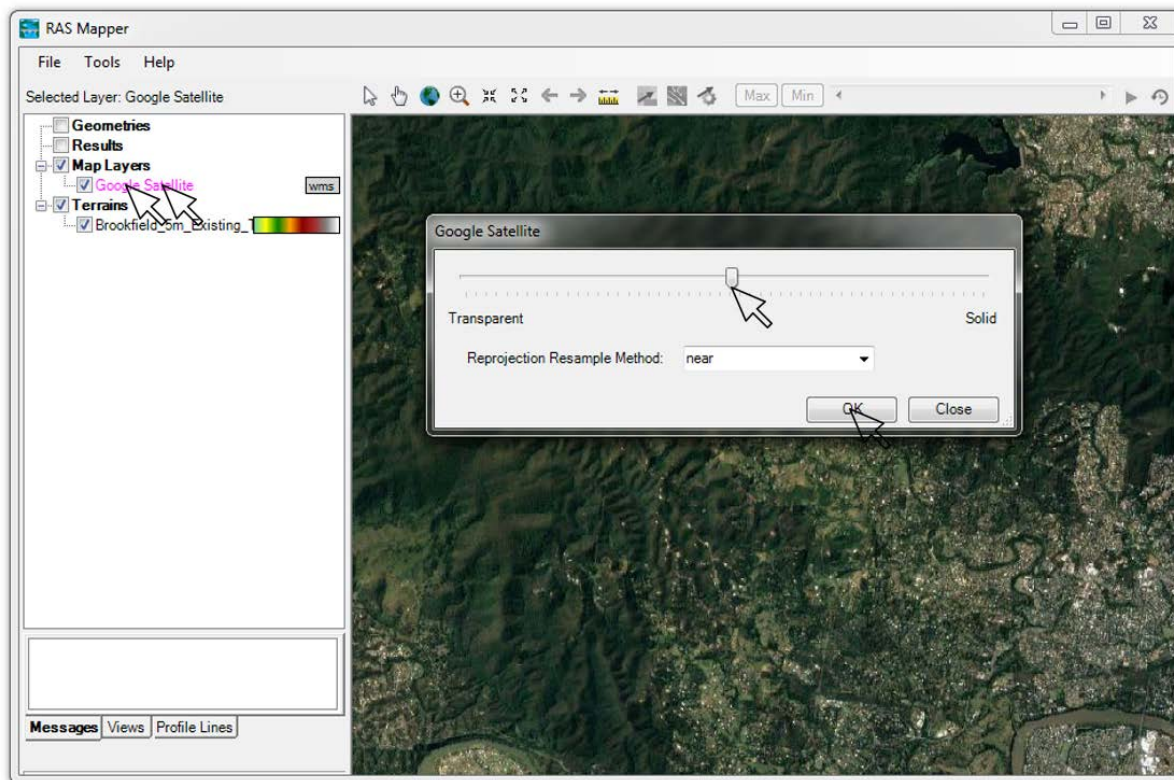 RAS Mapper
File Tools Help
Selected Layer: Google Satellite
Max Min
Geometries
Results
Map Layers
Google Satellite
wms
Terrains
Brookfield_5m_Existing_T
Google Satellite
Transparent
Solid
Reprojection Resample Method: near
OK Close
Messages Views Profile Lines